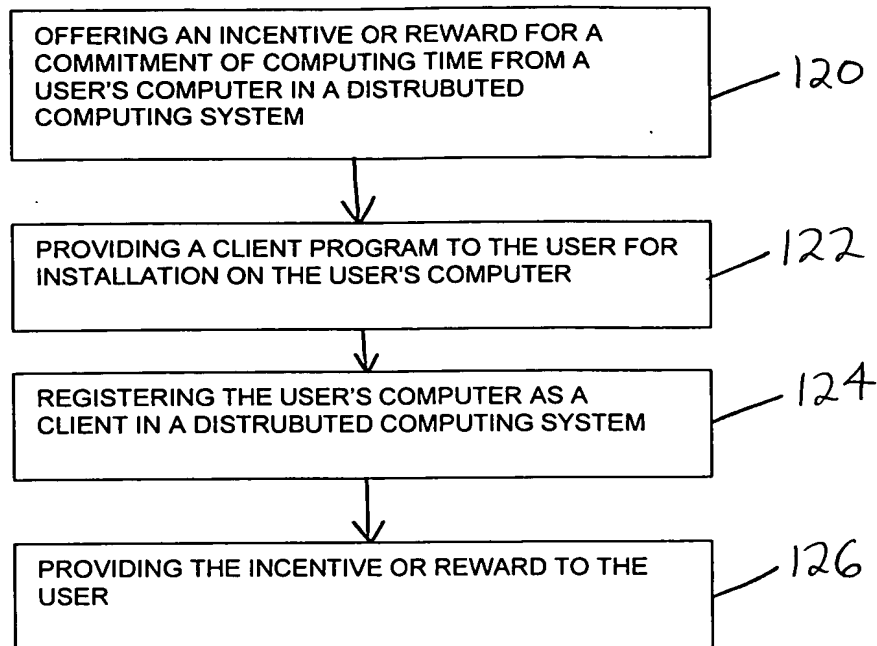 OFFERING AN INCENTIVE OR REWARD FOR A
COMMITMENT OF COMPUTING TIME FROM A
USER'S COMPUTER IN A DISTRUBUTED
COMPUTING SYSTEM
120
PROVIDING A CLIENT PROGRAM TO THE USER FOR
INSTALLATION ON THE USER'S COMPUTER
122
REGISTERING THE USER'S COMPUTER AS A
CLIENT IN A DISTRUBUTED COMPUTING SYSTEM
124
PROVIDING THE INCENTIVE OR REWARD TO THE
USER
126